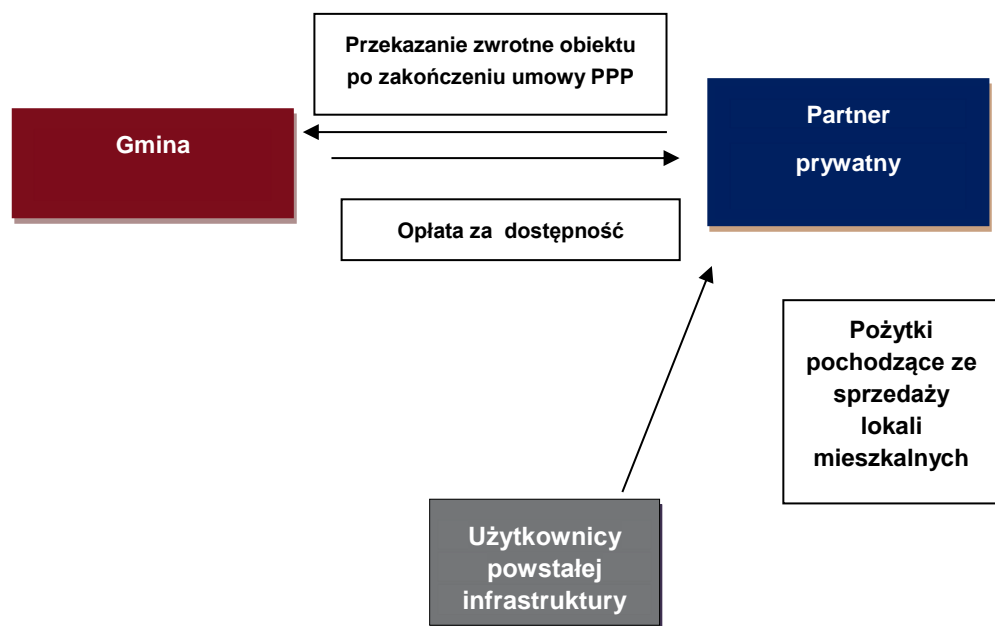 Przekazanie zwrotne obiektu
po zakończeniu umowy PPP
Gmina
Partner
prywatny
Opłata za dostępność
Pożytki
pochodzące ze
sprzedaży
lokali
mieszkalnych
Użytkownicy
powstałej
infrastruktury